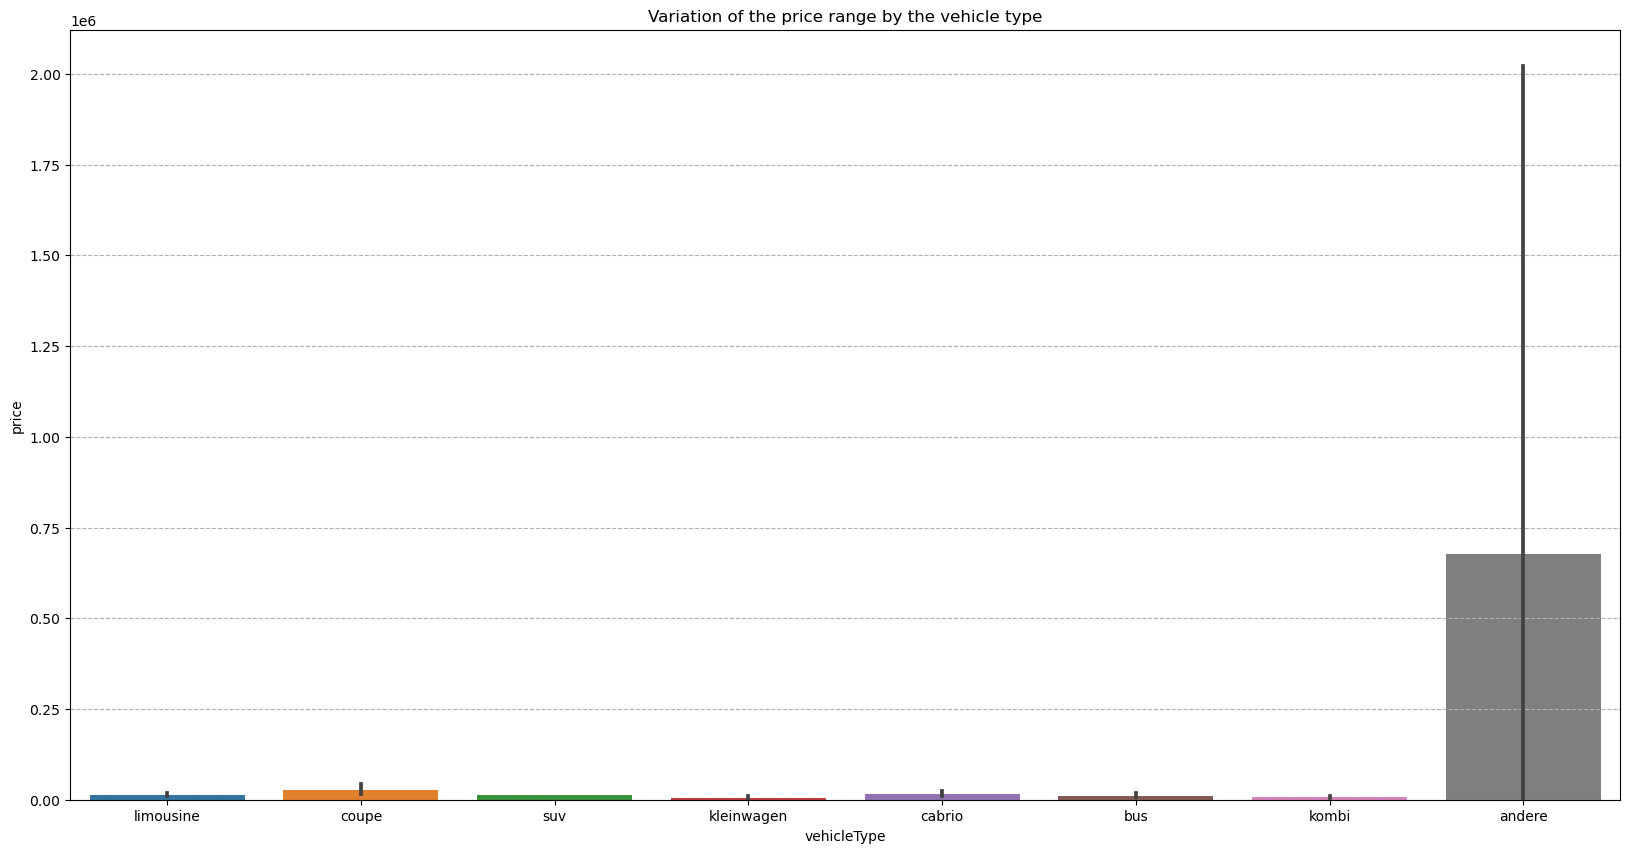 Variation of the price range by the vehicle type
1e6
2.00
1.75
1.50
1.25
1.00
0.75
0.50
0.25
0.00
price
limousine coupe suv kleinwagen cabrio bus kombi andere
vehicleType